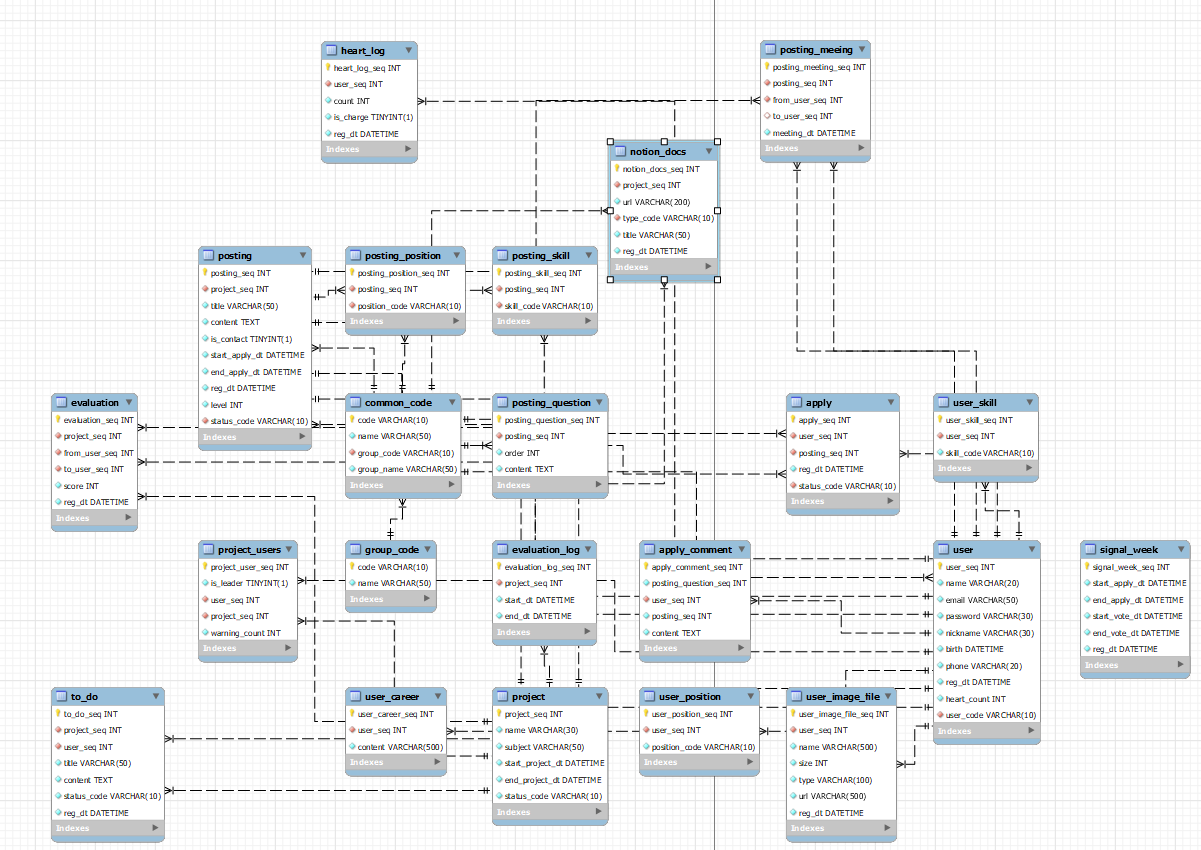 heart_log
heart_log_seq INT
user_seq INT
count INT
is_charge TINYINT(1)
reg_dt DATETIME
Indexes
posting_meeing
posting_meeting_seq INT
posting_seq INT
from_user_seq INT
to_user_seq INT
meeting_dt DATETIME
Indexes
notion_docs
notion_docs_seq INT
project_seq INT
url VARCHAR(200)
type_code VARCHAR(10)
title VARCHAR(50)
reg_dt DATETIME
Indexes
posting
posting_seq INT
project_seq INT
title VARCHAR(50)
content TEXT
is_contact TINYINT(1)
start_apply_dt DATETIME
end_apply_dt DATETIME
reg_dt DATETIME
level INT
status_code VARCHAR(10)
Indexes
posting_position
posting_position_seq INT
posting_seq INT
position_code VARCHAR(10)
Indexes
posting_skill
posting_skill_seq INT
posting_seq INT
skill_code VARCHAR(10)
Indexes
evaluation
evaluation_seq INT
project_seq INT
from_user_seq INT
to_user_seq INT
score INT
reg_dt DATETIME
Indexes
common_code
code VARCHAR(10)
name VARCHAR(50)
group_code VARCHAR(10)
group_name VARCHAR(50)
Indexes
posting_question
posting_question_seq INT
posting_seq INT
order INT
content TEXT
Indexes
apply
apply_seq INT
user_seq INT
posting_seq INT
reg_dt DATETIME
status_code VARCHAR(10)
Indexes
user_skill
user_skill_seq INT
user_seq INT
skill_code VARCHAR(10)
Indexes
project_users
project_user_seq INT
is_leader TINYINT(1)
user_seq INT
project_seq INT
warning_count INT
Indexes
group_code
code VARCHAR(10)
name VARCHAR(50)
Indexes
evaluation_log
evaluation_log_seq INT
project_seq INT
start_dt DATETIME
end_dt DATETIME
Indexes
apply_comment
apply_comment_seq INT
posting_question_seq INT
user_seq INT
posting_seq INT
content TEXT
Indexes
user
user_seq INT
name VARCHAR(20)
email VARCHAR(50)
password VARCHAR(30)
nickname VARCHAR(30)
birth DATETIME
phone VARCHAR(20)
reg_dt DATETIME
heart_count INT
user_code VARCHAR(10)
Indexes
signal_week
signal_week_seq INT
start_apply_dt DATETIME
end_apply_dt DATETIME
start_vote_dt DATETIME
end_vote_dt DATETIME
reg_dt DATETIME
Indexes
to_do
to_do_seq INT
project_seq INT
user_seq INT
title VARCHAR(50)
content TEXT
status_code VARCHAR(10)
reg_dt DATETIME
Indexes
user_career
user_career_seq INT
user_seq INT
content VARCHAR(500)
Indexes
project
project_seq INT
name VARCHAR(30)
subject VARCHAR(50)
start_project_dt DATETIME
end_project_dt DATETIME
status_code VARCHAR(10)
Indexes
user_position
user_position_seq INT
user_seq INT
position_code VARCHAR(10)
Indexes
user_image_file
user_image_file_seq INT
user_seq INT
name VARCHAR(500)
size INT
type VARCHAR(100)
url VARCHAR(500)
reg_dt DATETIME
Indexes